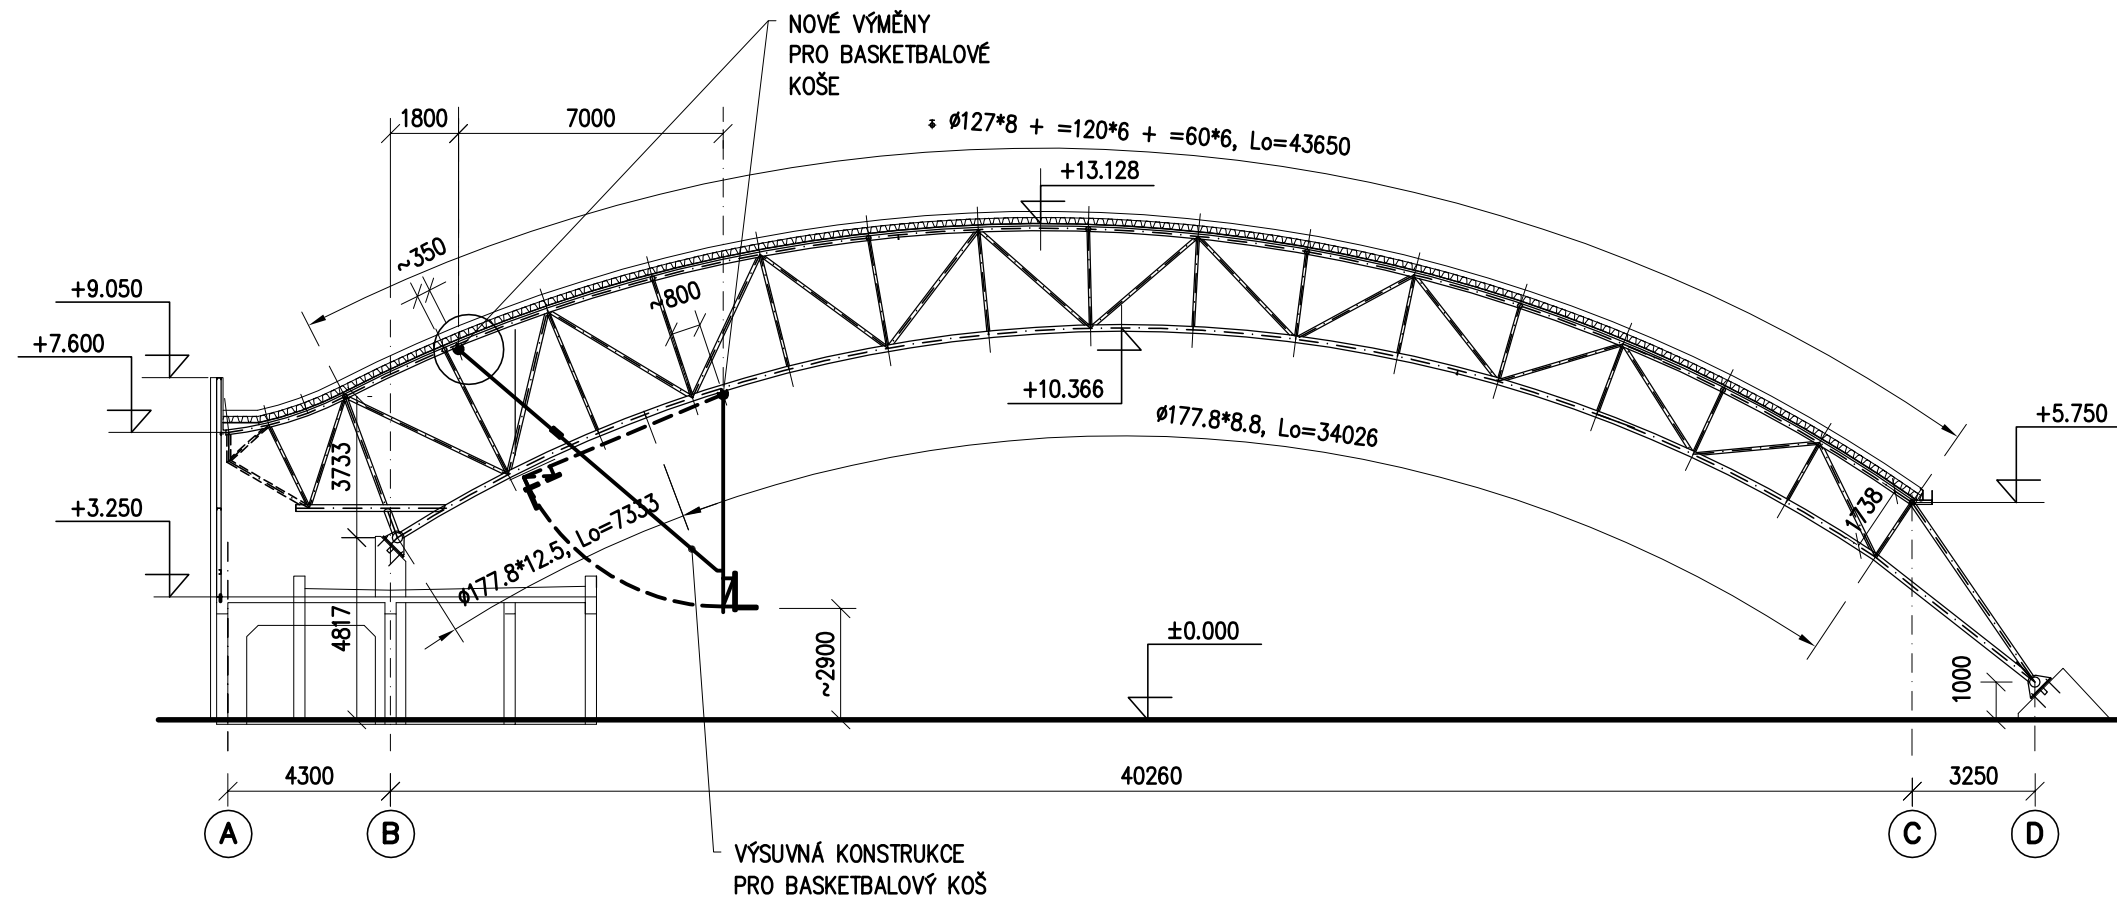 NOVÉ VÝMĚNY
PRO BASKETBALOVÉ
KOŠE
1800
7000
ø127*8 + =120*6 + =60*6, Lo=43650
+13.128
~350
~800
+9.050
+7.600
+10.366
ø177.8*8.8, Lo=34026
+5.750
3733
+3.250
ø177.8*12.5, Lo=7333
1738
4817
~2900
±0.000
1000
4300
40260
3250
A
B
C
D
VÝSUVNÁ KONSTRUKCE
PRO BASKETBALOVÝ KOŠ